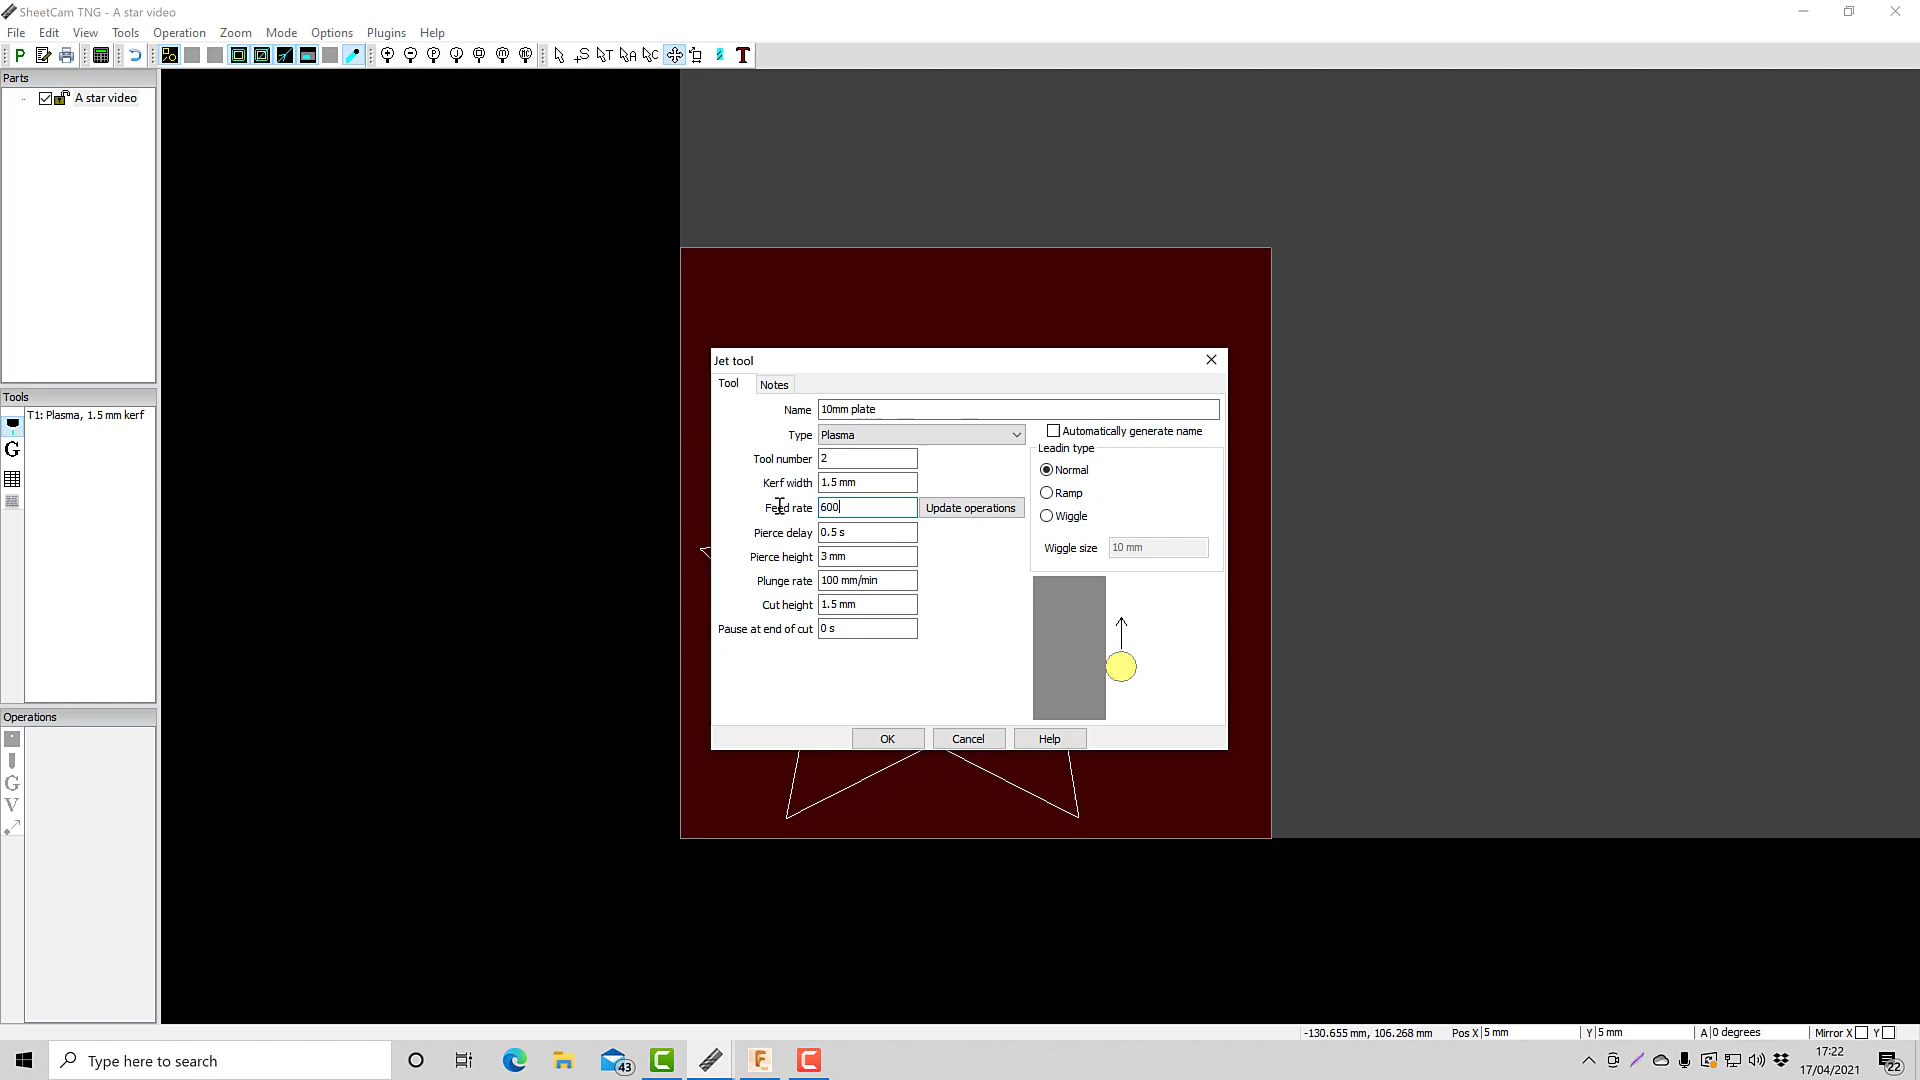 SheetCam TNG - A star video
File Edit View Tools Operation Zoom Mode Options Plugins Help
Parts
A star video
Tools
T1: Plasma, 1.5 mm kerf
Operations
Jet tool
Tool Notes
Name 10mm plate
Type Plasma
Automatically generate name
Tool number 2
Kerf width 1.5 mm
Feed rate 600
Update operations
Pierce delay 0.5 s
Pierce height 3 mm
Plunge rate 100 mm/min
Cut height 1.5 mm
Pause at end of cut 0 s
Leadin type
Normal
Ramp
Wiggle
Wiggle size 10 mm
OK Cancel Help
-130.655 mm, 106.268 mm Pos X 5 mm Y 5 mm A 0 degrees Mirror X Y
Type here to search
43
17:22
17/04/2021
22